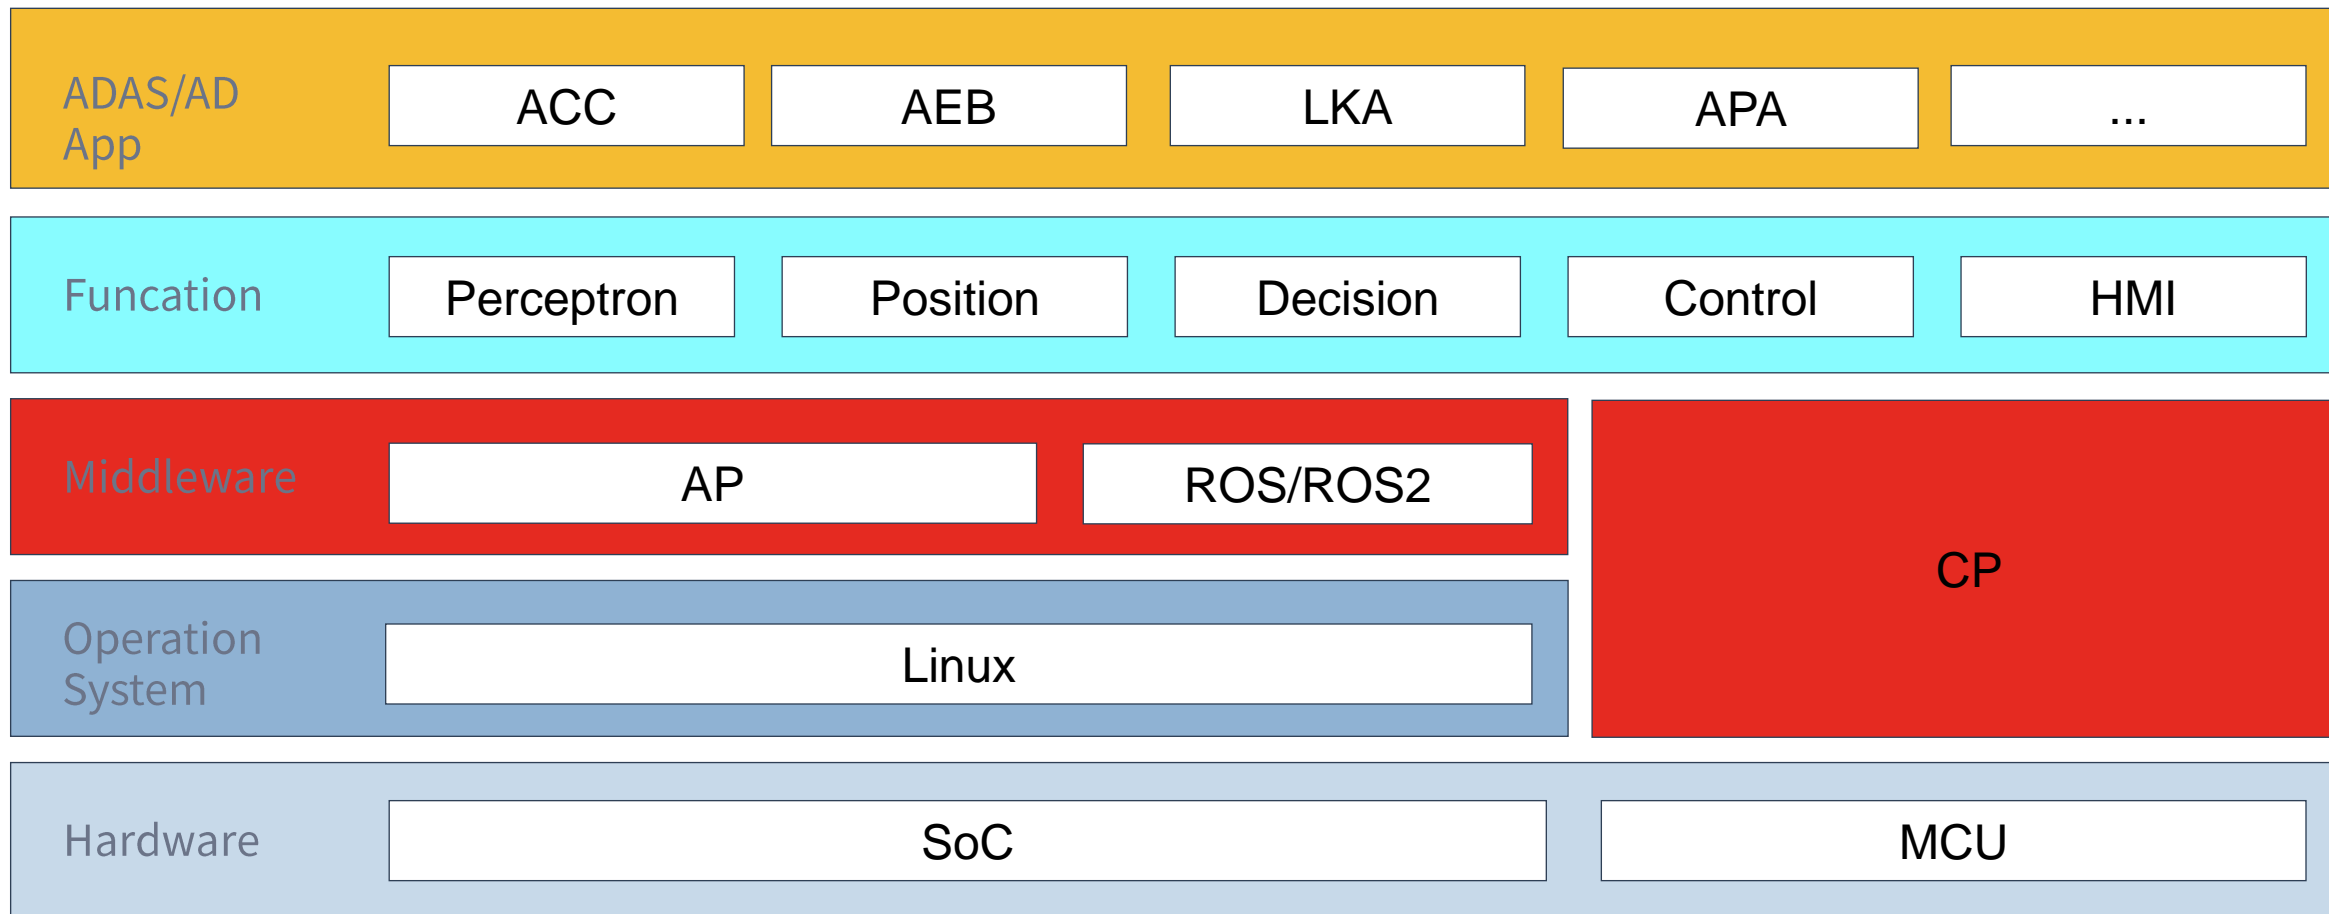 ADAS/AD
App
ACC
AEB
LKA
APA
...
Funcation
Perceptron
Position
Decision
Control
HMI
Middleware
AP
ROS/ROS2
CP
Operation
System
Linux
Hardware
SoC
MCU